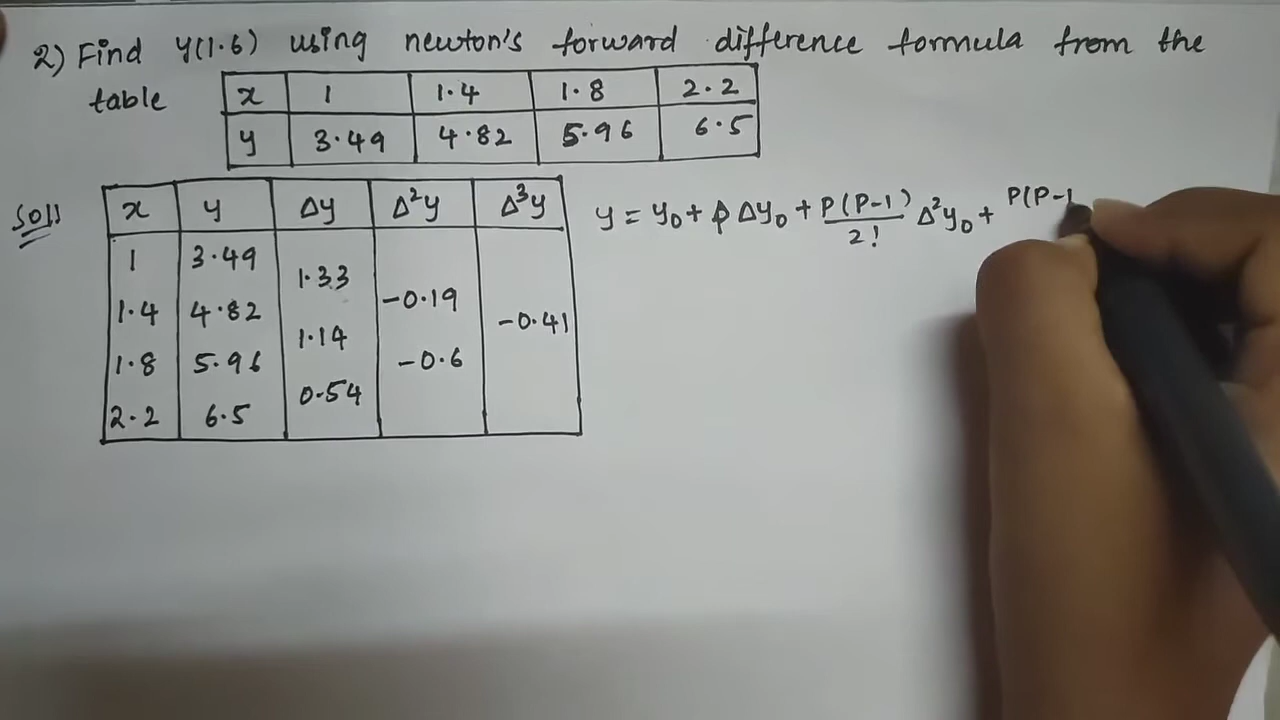 2) Find y(1.6) using newton's forward difference formula from the
table
x 1 1.4 1.8 2.2
y 3.49 4.82 5.96 6.5
Soln
x y Δy Δ²y Δ³y
1 3.49
1.33
1.4 4.82 -0.19
1.14 -0.41
1.8 5.96 -0.6
0.54
2.2 6.5
y = y₀ + p Δy₀ + P(P-1)/2! Δ²y₀ + P(P-1